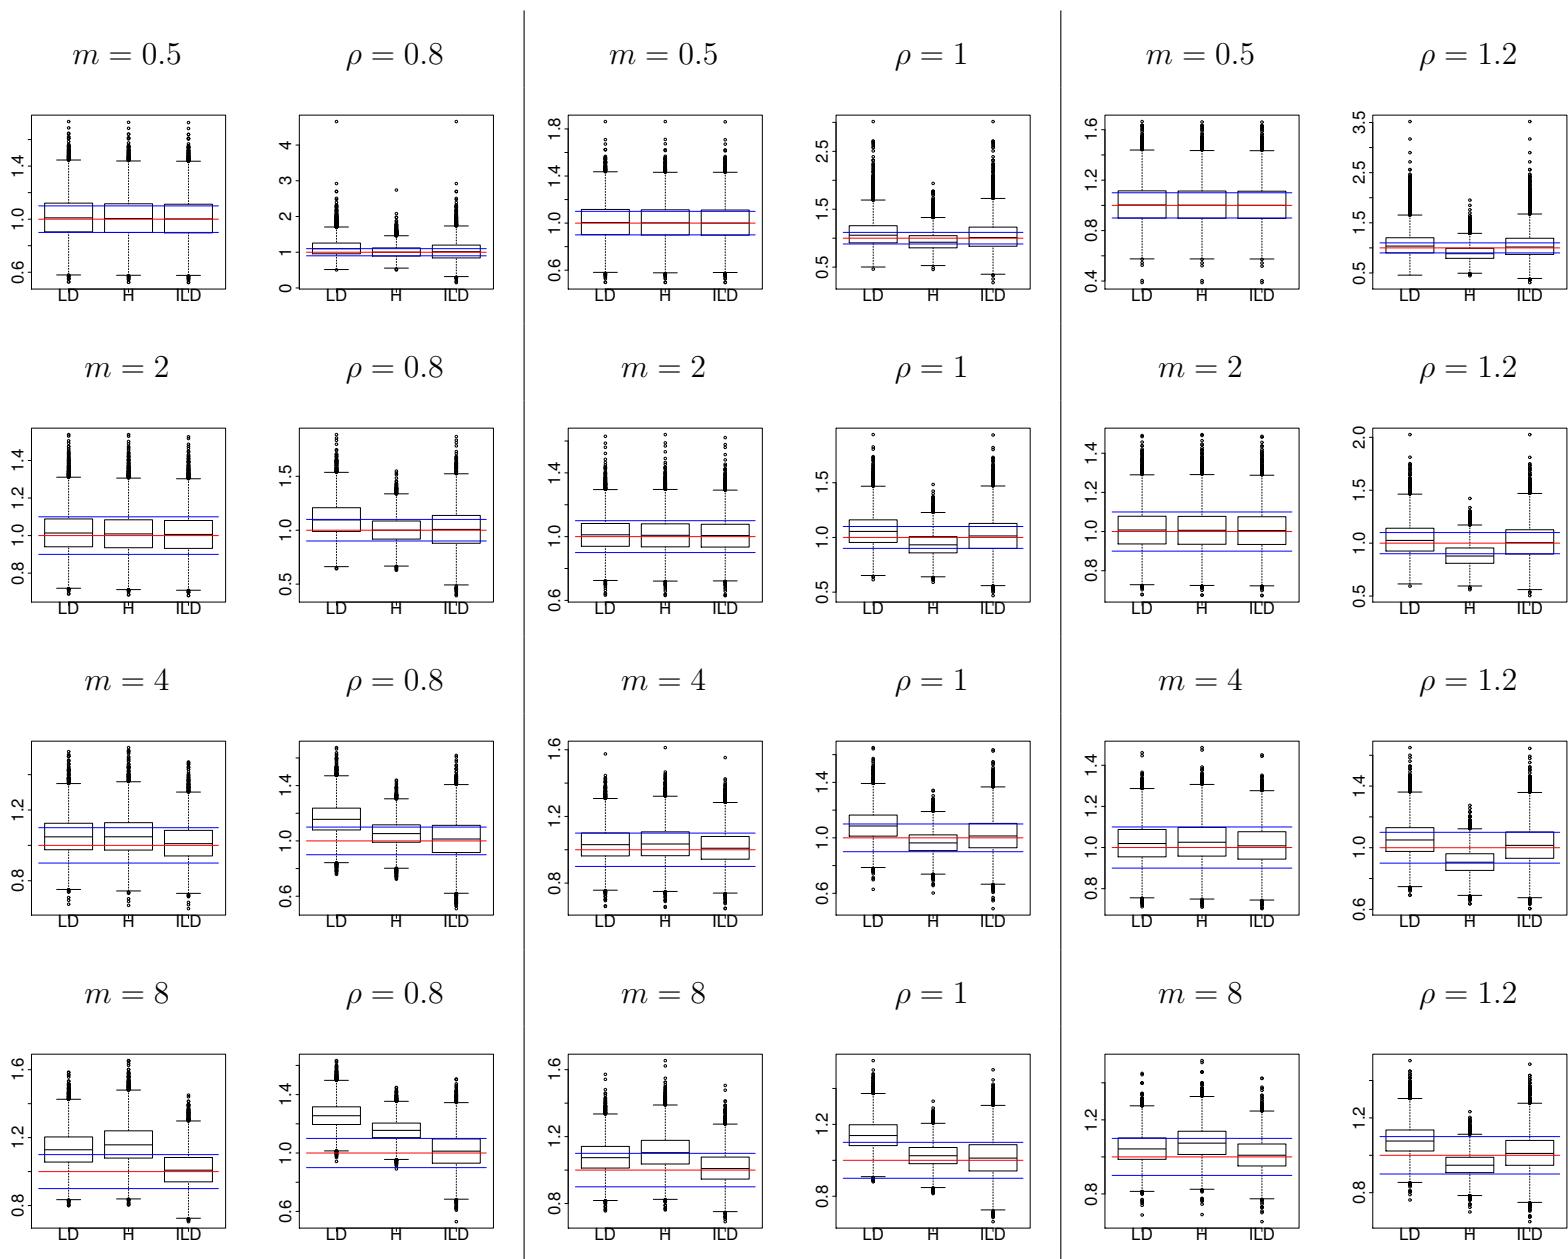 m = 0.5
ρ = 0.8
m = 0.5
ρ = 1
m = 0.5
ρ = 1.2
0.6 1.0 1.4
LD H ILD
0 1 2 3 4
LD H ILD
0.6 1.0 1.4 1.8
LD H ILD
0.5 1.5 2.5
LD H ILD
0.4 0.8 1.2 1.6
LD H ILD
0.5 1.5 2.5 3.5
LD H ILD
m = 2
ρ = 0.8
m = 2
ρ = 1
m = 2
ρ = 1.2
0.8 1.0 1.2 1.4
LD H ILD
0.5 1.0 1.5
LD H ILD
0.6 1.0 1.4
LD H ILD
0.5 1.0 1.5
LD H ILD
0.8 1.0 1.2 1.4
LD H ILD
0.5 1.0 1.5 2.0
LD H ILD
m = 4
ρ = 0.8
m = 4
ρ = 1
m = 4
ρ = 1.2
0.8 1.2
LD H ILD
0.6 1.0 1.4
LD H ILD
0.8 1.2 1.6
LD H ILD
0.6 1.0 1.4
LD H ILD
0.8 1.0 1.2 1.4
LD H ILD
0.6 1.0 1.4
LD H ILD
m = 8
ρ = 0.8
m = 8
ρ = 1
m = 8
ρ = 1.2
0.8 1.0 1.2 1.4 1.6
LD H ILD
0.6 1.0 1.4
LD H ILD
0.8 1.2 1.6
LD H ILD
0.8 1.2
LD H ILD
0.8 1.2
LD H ILD
0.8 1.2
LD H ILD